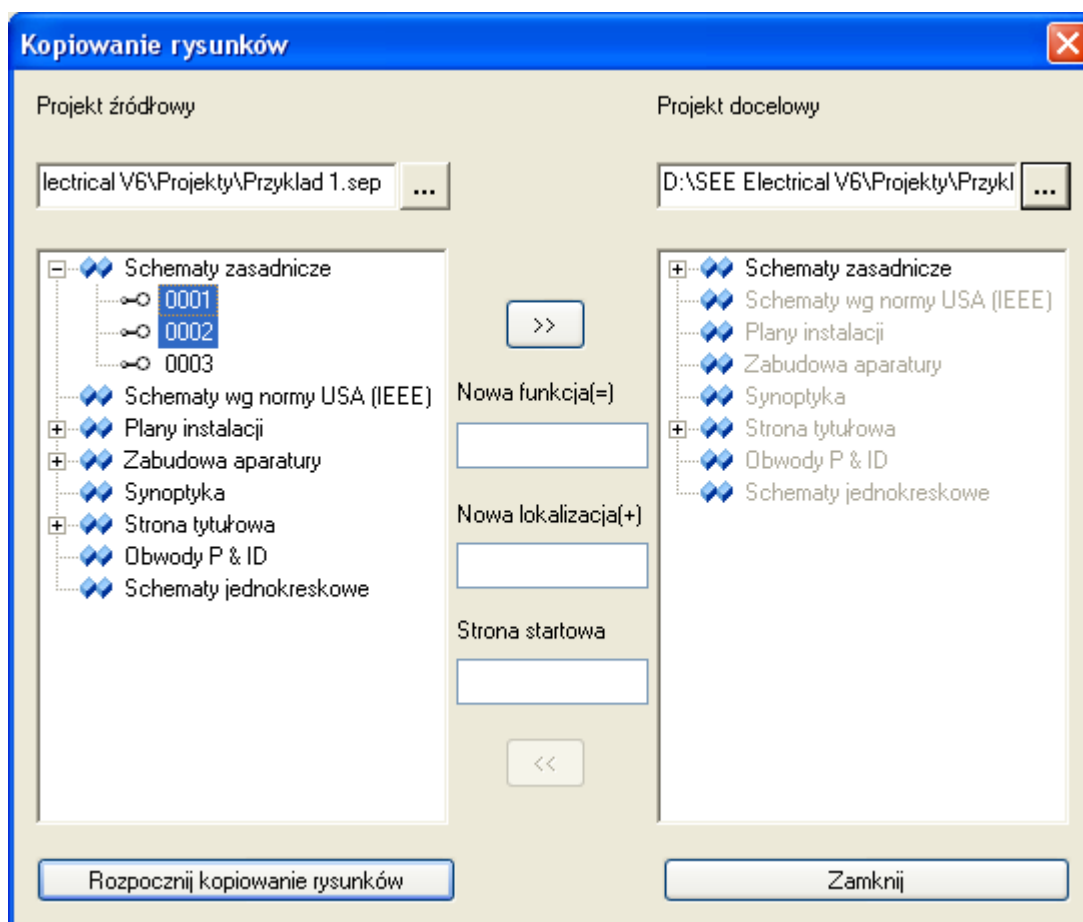 Kopiowanie rysunków
Projekt źródłowy
lectrical V6\Projekty\Przyklad 1.sep
...
Schematy zasadnicze
0001
0002
0003
Schematy wg normy USA (IEEE)
Plany instalacji
Zabudowa aparatury
Synoptyka
Strona tytułowa
Obwody P & ID
Schematy jednokreskowe
Rozpocznij kopiowanie rysunków
>>
Nowa funkcja(=)
Nowa lokalizacja(+)
Strona startowa
<<
Projekt docelowy
D:\SEE Electrical V6\Projekty\Przykl
...
Schematy zasadnicze
Schematy wg normy USA (IEEE)
Plany instalacji
Zabudowa aparatury
Synoptyka
Strona tytułowa
Obwody P & ID
Schematy jednokreskowe
Zamknij